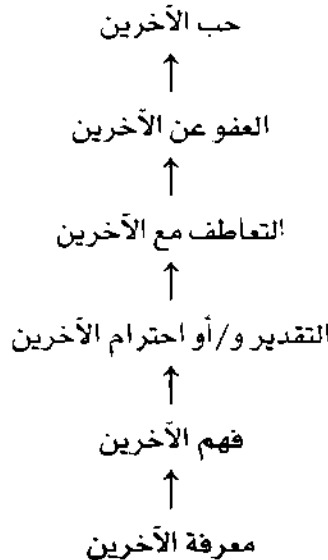 حب الآخرين
↑
العفو عن الآخرين
↑
التعاطف مع الآخرين
↑
التقدير و/أو احترام الآخرين
↑
فهم الآخرين
↑
معرفة الآخرين